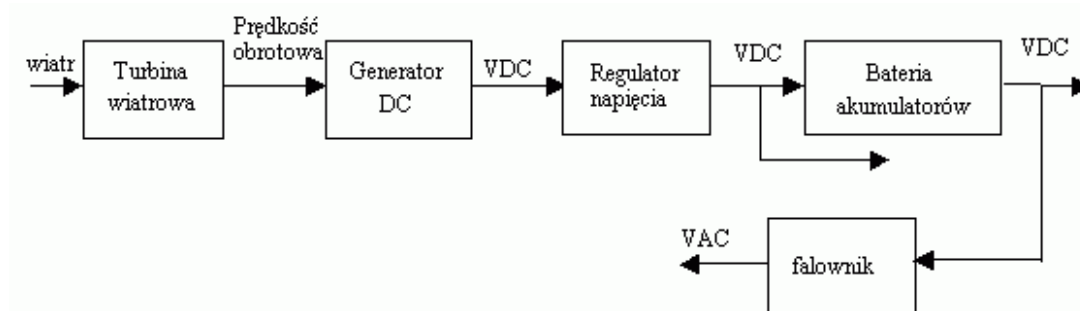 wiatr
Turbina
wiatrowa
Prędkość
obrotowa
Generator
DC
VDC
Regulator
napięcia
VDC
Bateria
akumulatorów
VDC
VAC
falownik